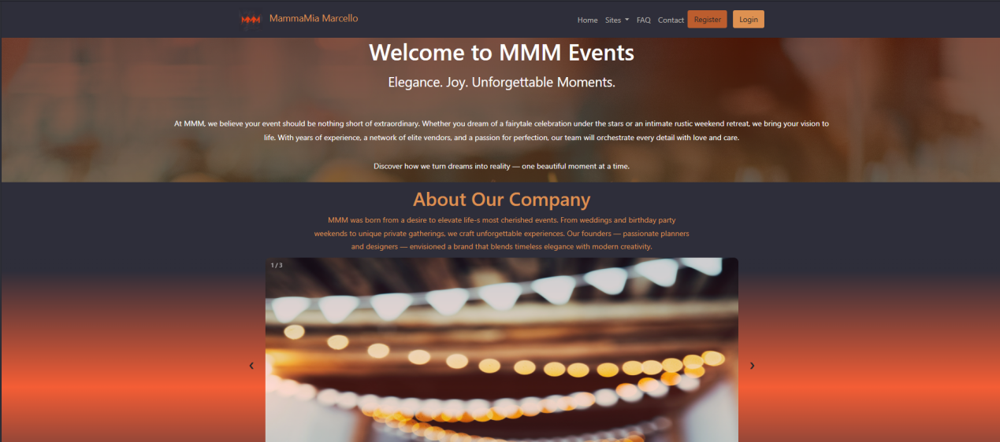 MMM MammaMia Marcello
Home Sites FAQ Contact Register Login
Welcome to MMM Events
Elegance. Joy. Unforgettable Moments.
At MMM, we believe your event should be nothing short of extraordinary. Whether you dream of a fairytale celebration under the stars or an intimate rustic weekend retreat, we bring your vision to
life. With years of experience, a network of elite vendors, and a passion for perfection, our team will orchestrate every detail with love and care.
Discover how we turn dreams into reality — one beautiful moment at a time.
About Our Company
MMM was born from a desire to elevate life-s most cherished events. From weddings and birthday party
weekends to unique private gatherings, we craft unforgettable experiences. Our founders — passionate planners
and designers — envisioned a brand that blends timeless elegance with modern creativity.
1 / 3